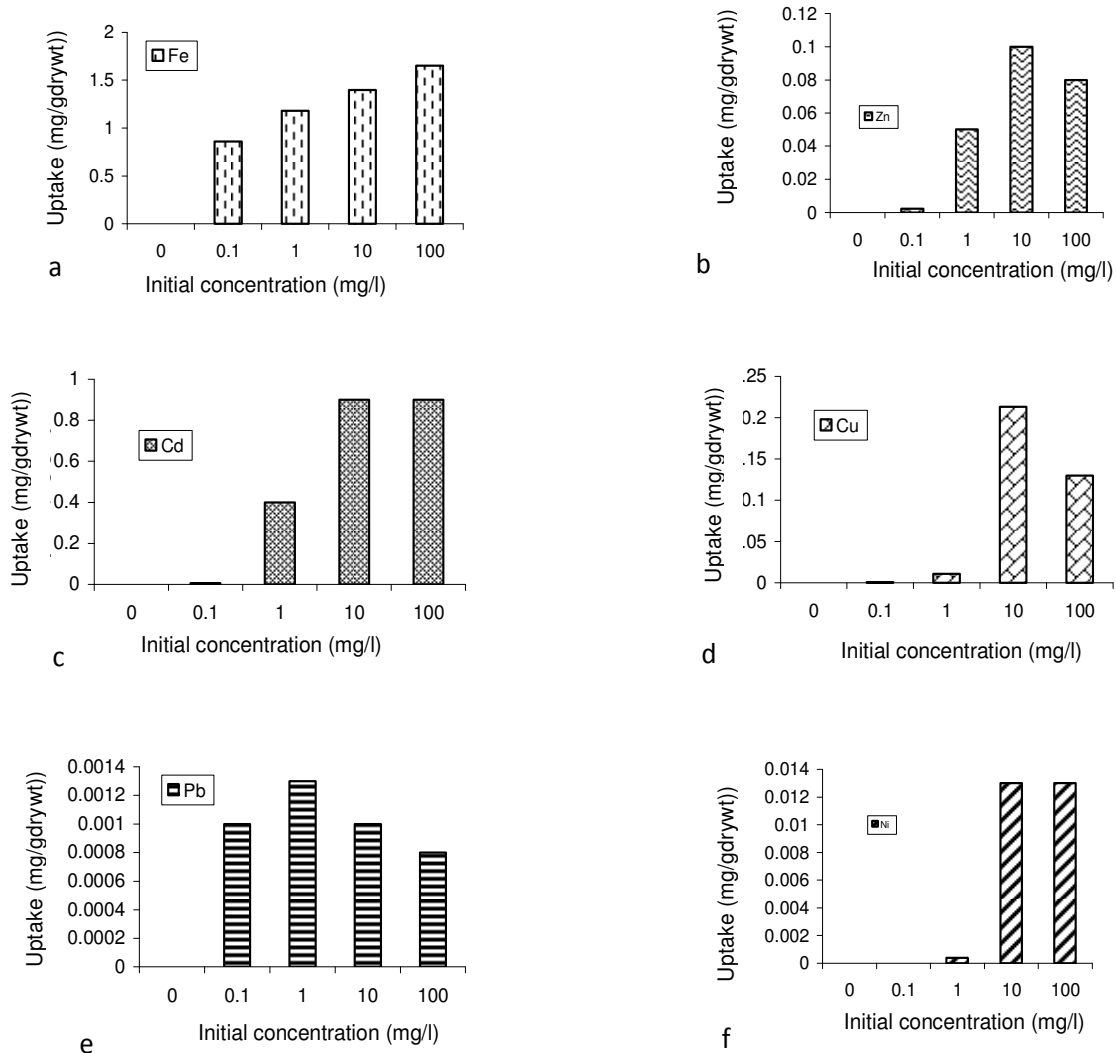 Uptake (mg/gdrywt))
2
1.5
1
0.5
0
Fe
0 0.1 1 10 100
Initial concentration (mg/l)
a
Uptake (mg/gdrywt))
0.12
0.1
0.08
0.06
0.04
0.02
0
Zn
0 0.1 1 10 100
Initial concentration (mg/l)
b
Uptake (mg/gdrywt))
1
0.8
0.6
0.4
0.2
0
Cd
0 0.1 1 10 100
Initial concentration (mg/l)
c
Uptake (mg/gdrywt))
.25
0.2
.15
0.1
.05
0
Cu
0 0.1 1 10 100
Initial concentration (mg/l)
d
Uptake (mg/gdrywt))
0.0014
0.0012
0.001
0.0008
0.0006
0.0004
0.0002
0
Pb
0 0.1 1 10 100
Initial concentration (mg/l)
e
Uptake (mg/gdrywt))
0.014
0.012
0.01
0.008
0.006
0.004
0.002
0
Ni
0 0.1 1 10 100
Initial concentration (mg/l)
f